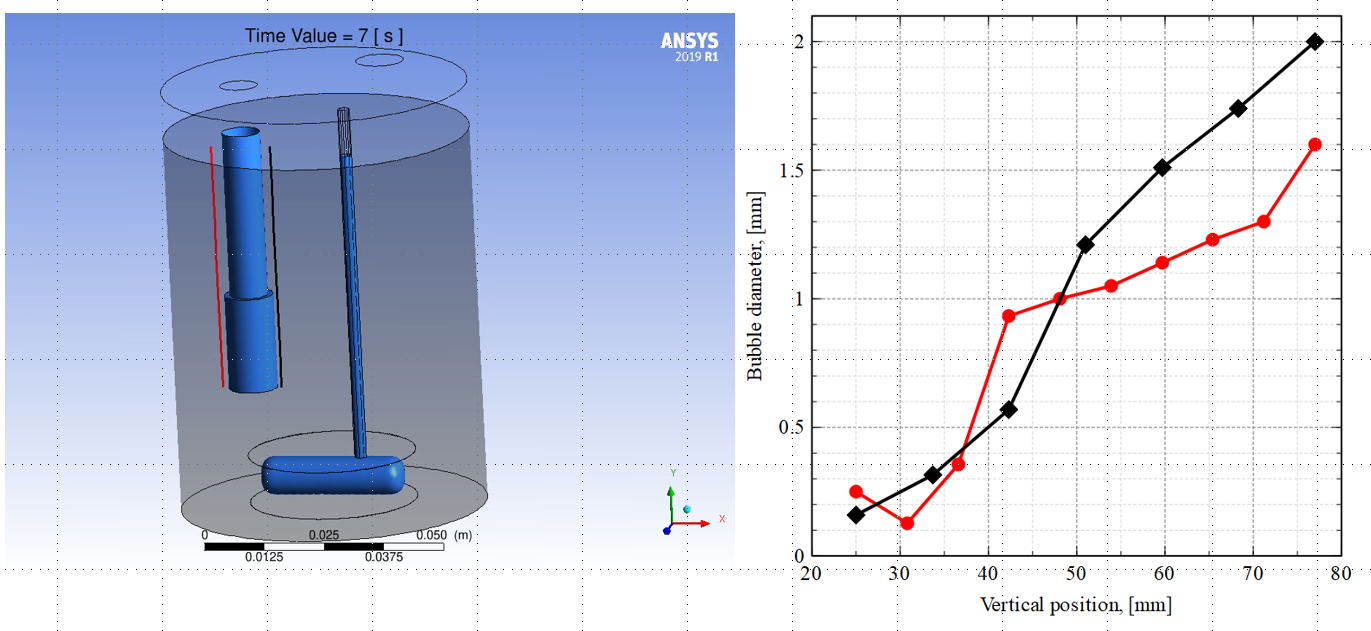 Time Value = 7 [ s ]
ANSYS
2019 R1
Y
X
0 0.025 0.050 (m)
0.0125 0.0375
2
1.5
1
0.5
0
Bubble diameter, [mm]
20 30 40 50 60 70 80
Vertical position, [mm]